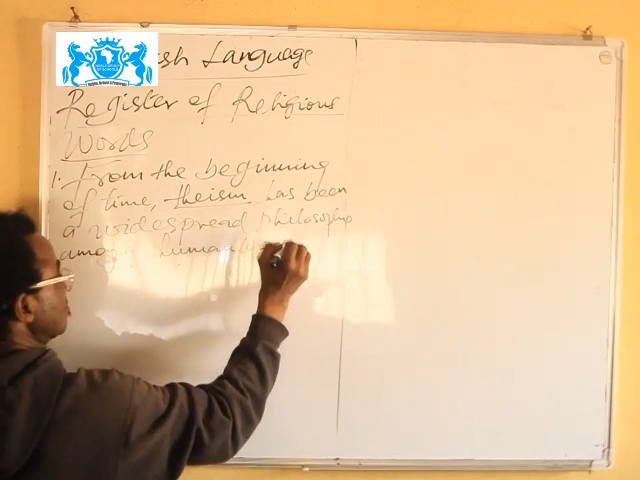 sh Language
Register of Religious
Words
1. From the beginning
of time, theism has been
a widespread philosophy
among